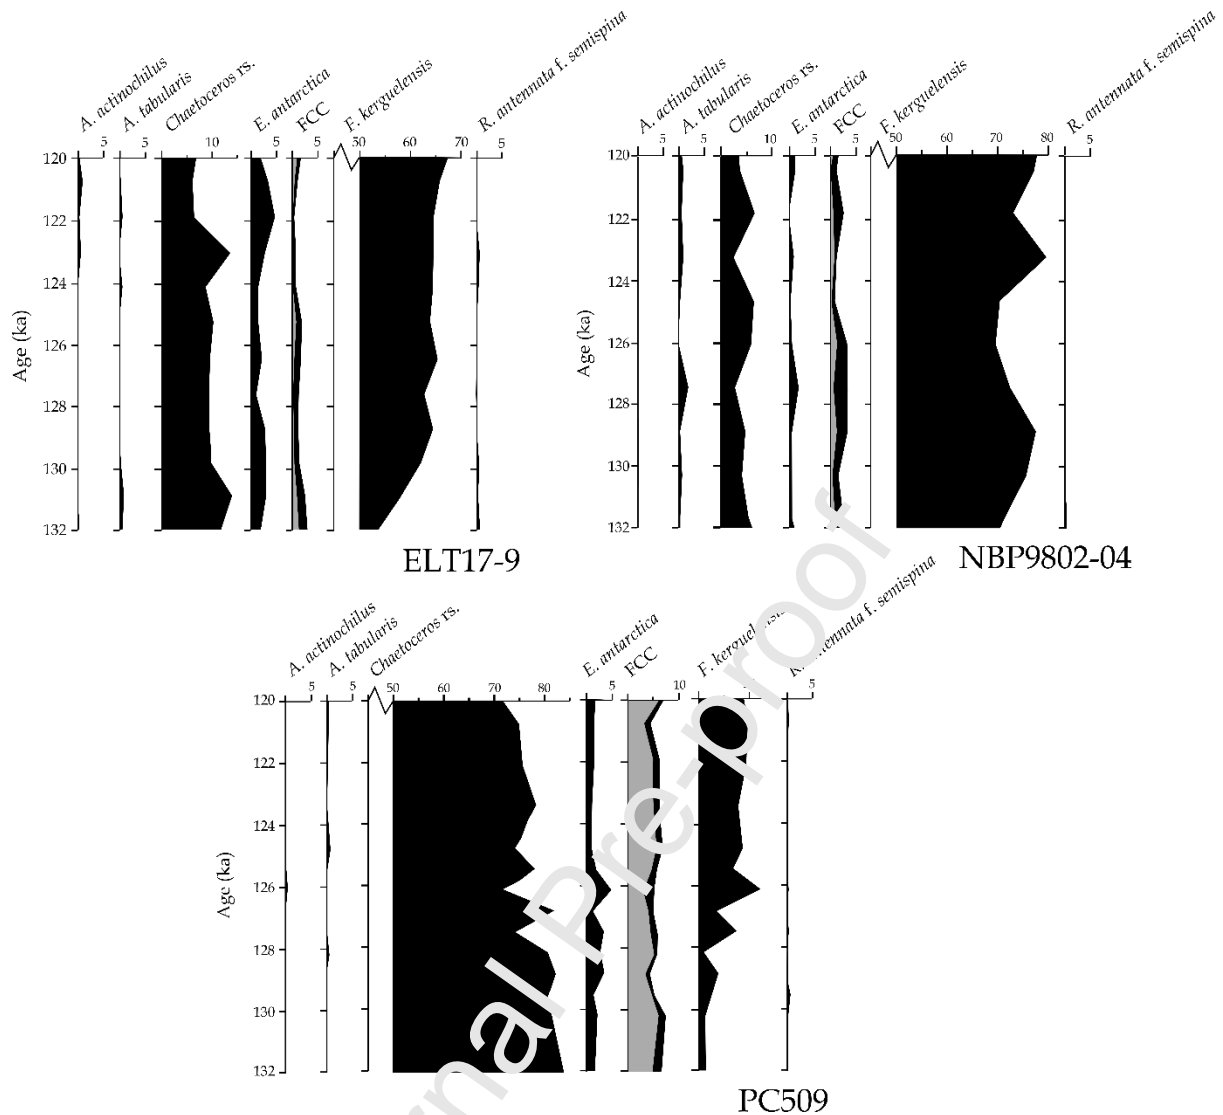 A. actinochilus
A. tabularis
Chaetoceros rs.
E. antarctica
FCC
F. kerguelensis
R. antennata f. semispina
5 5 10 5 5 50 60 70 5
120
122
124
126
128
130
132
Age (ka)
ELT17-9
A. actinochilus
A. tabularis
Chaetoceros rs.
E. antarctica
FCC
F. kerguelensis
R. antennata f. semispina
5 5 10 5 5 50 60 70 80 5
120
122
124
126
128
130
132
Age (ka)
NBP9802-04
A. actinochilus
A. tabularis
Chaetoceros rs.
E. antarctica
FCC
F. kerguelensis
f. semispina
5 5 50 60 70 80 5 10 5
120
122
124
126
128
130
132
Age (ka)
PC509
Pre-proof